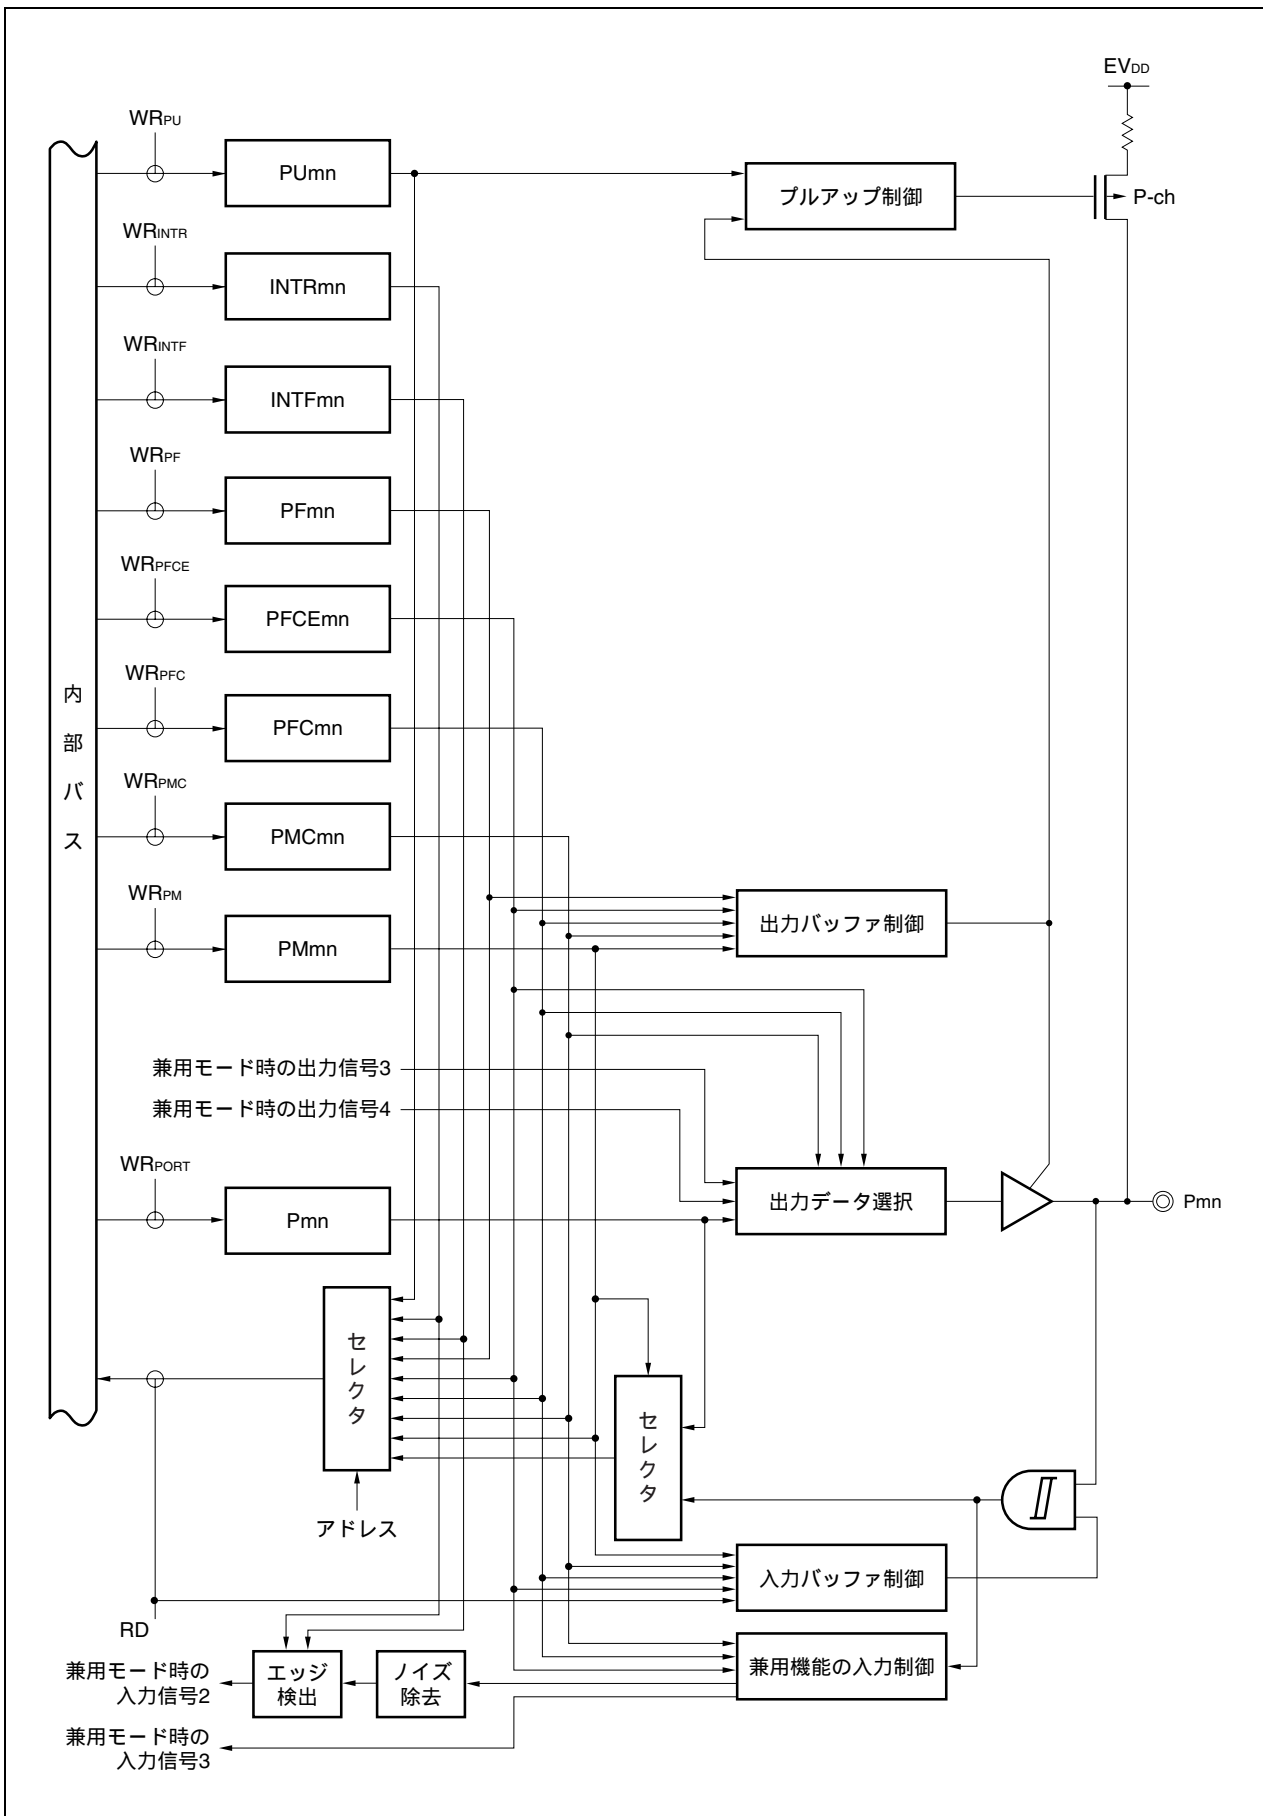 EVDD
WRPU
PUmn
プルアップ制御
P-ch
WRINTR
INTRmn
WRINTF
INTFmn
WRPF
PFmn
WRPFCE
PFCEmn
WRPFC
PFCmn
内部バス
WRPMC
PMCmn
WRPM
PMmn
出力バッファ制御
兼用モード時の出力信号3
兼用モード時の出力信号4
WRPORT
Pmn
出力データ選択
Pmn
セレクタ
セレクタ
アドレス
入力バッファ制御
RD
兼用モード時の
入力信号2
エッジ
検出
ノイズ
除去
兼用機能の入力制御
兼用モード時の
入力信号3